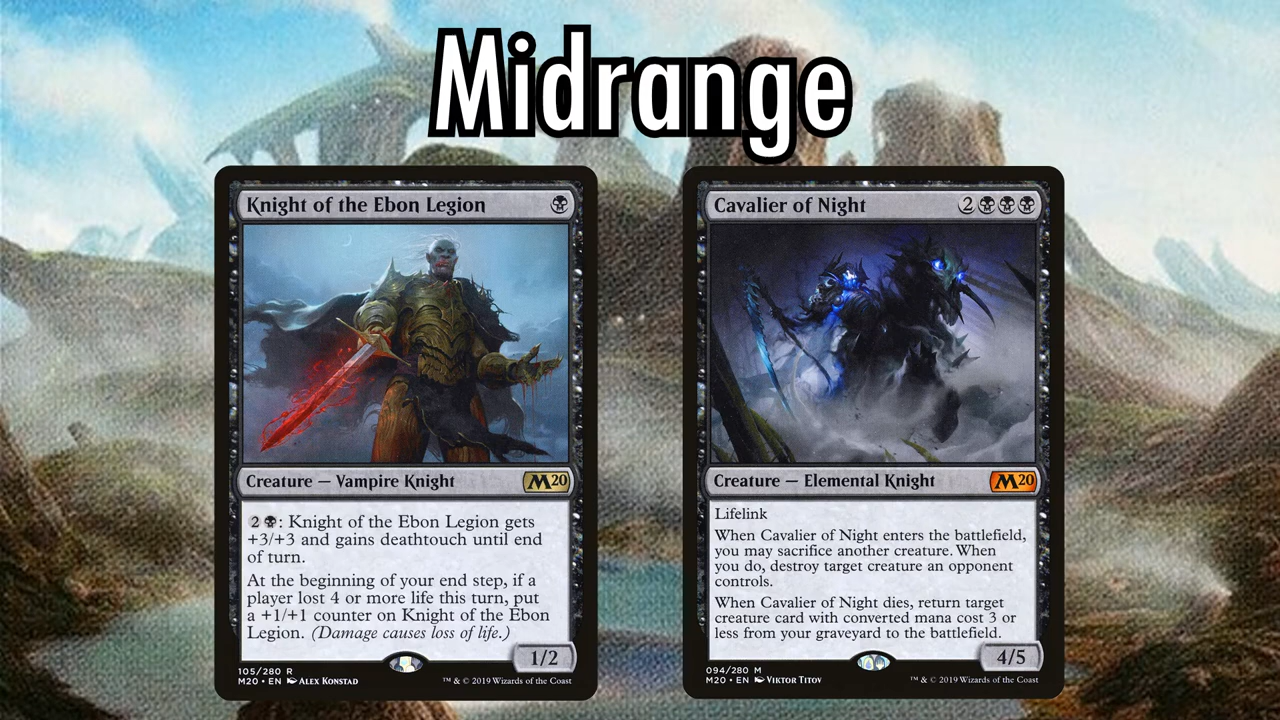 Midrange
Knight of the Ebon Legion
Creature — Vampire Knight
M20
2: Knight of the Ebon Legion gets
+3/+3 and gains deathtouch until end
of turn.
At the beginning of your end step, if a
player lost 4 or more life this turn, put
a +1/+1 counter on Knight of the Ebon
Legion. (Damage causes loss of life.)
1/2
105/280 R
M20 • EN Alex Konstad
™ & © 2019 Wizards of the Coast
Cavalier of Night
2
Creature — Elemental Knight
M20
Lifelink
When Cavalier of Night enters the battlefield,
you may sacrifice another creature. When
you do, destroy target creature an opponent
controls.
When Cavalier of Night dies, return target
creature card with converted mana cost 3 or
less from your graveyard to the battlefield.
4/5
094/280 M
M20 • EN Viktor Titov
™ & © 2019 Wizards of the Coast